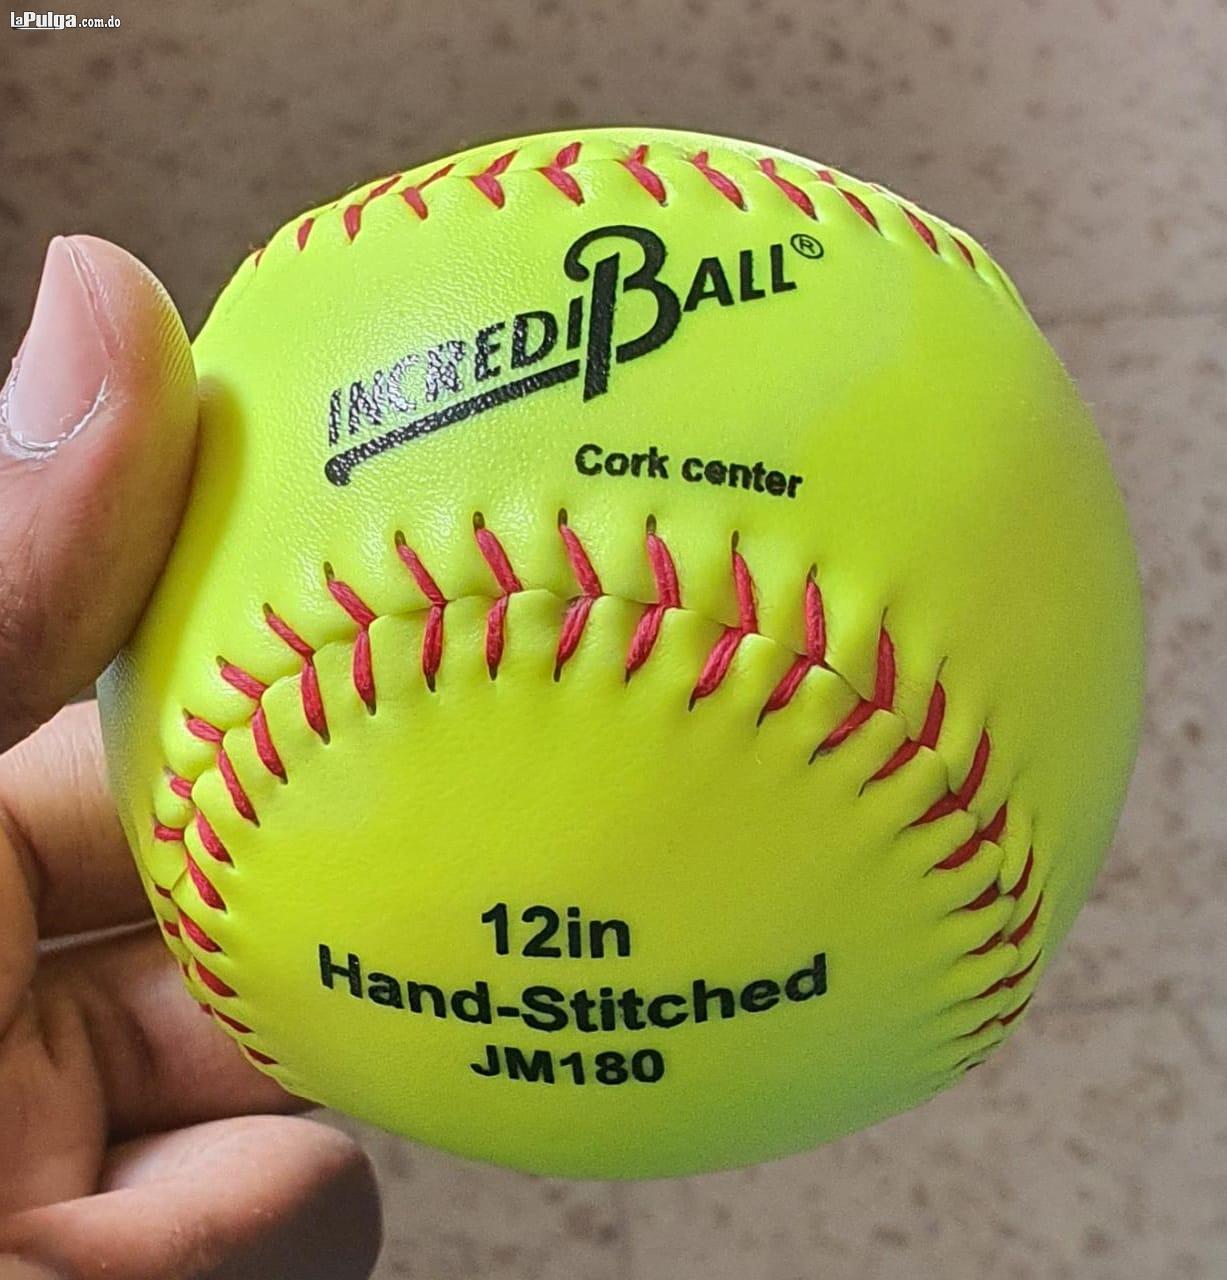 laPulga.com.do
INCREDIBALL®
Cork center
12in
Hand-Stitched
JM180